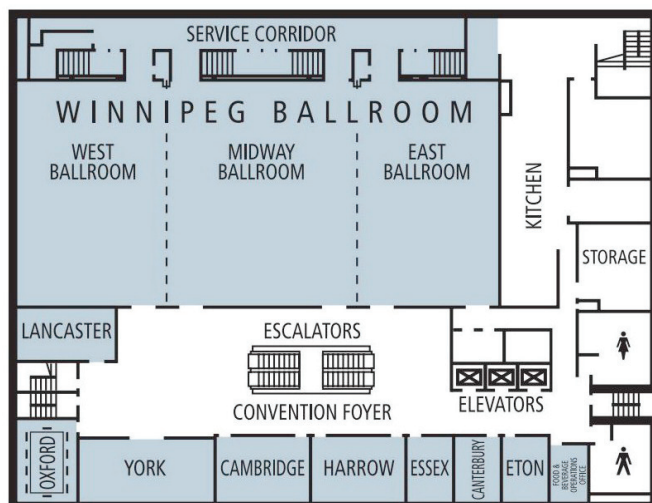 SERVICE CORRIDOR
WINNIPEG BALLROOM
WEST
BALLROOM
MIDWAY
BALLROOM
EAST
BALLROOM
KITCHEN
STORAGE
LANCASTER
ESCALATORS
CONVENTION FOYER
ELEVATORS
OXFORD
YORK
CAMBRIDGE
HARROW
ESSEX
CANTERBURY
ETON
FOOD &
BEVERAGE
OPERATIONS
OFFICE